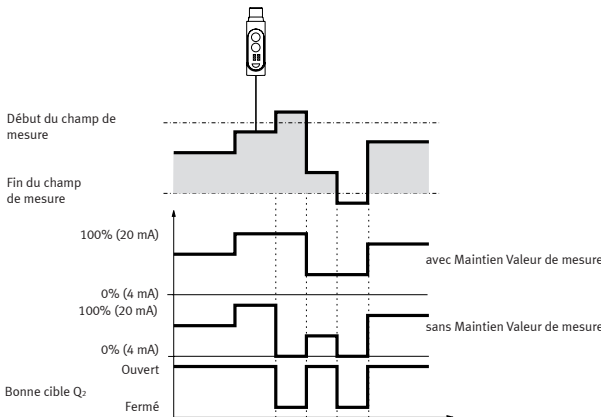 Début du champ de
mesure
Fin du champ
de mesure
100% (20 mA)
avec Maintien Valeur de mesure
0% (4 mA)
100% (20 mA)
sans Maintien Valeur de mesure
0% (4 mA)
Ouvert
Bonne cible Q₂
Fermé